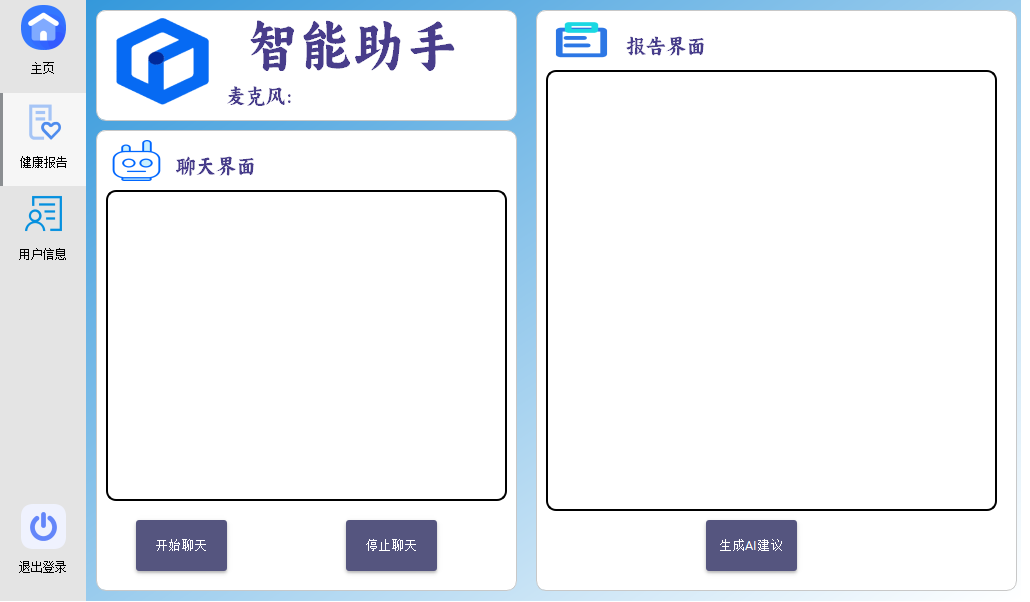 主页
健康报告
用户信息
退出登录
智能助手
麦克风:
聊天界面
开始聊天
停止聊天
报告界面
生成AI建议